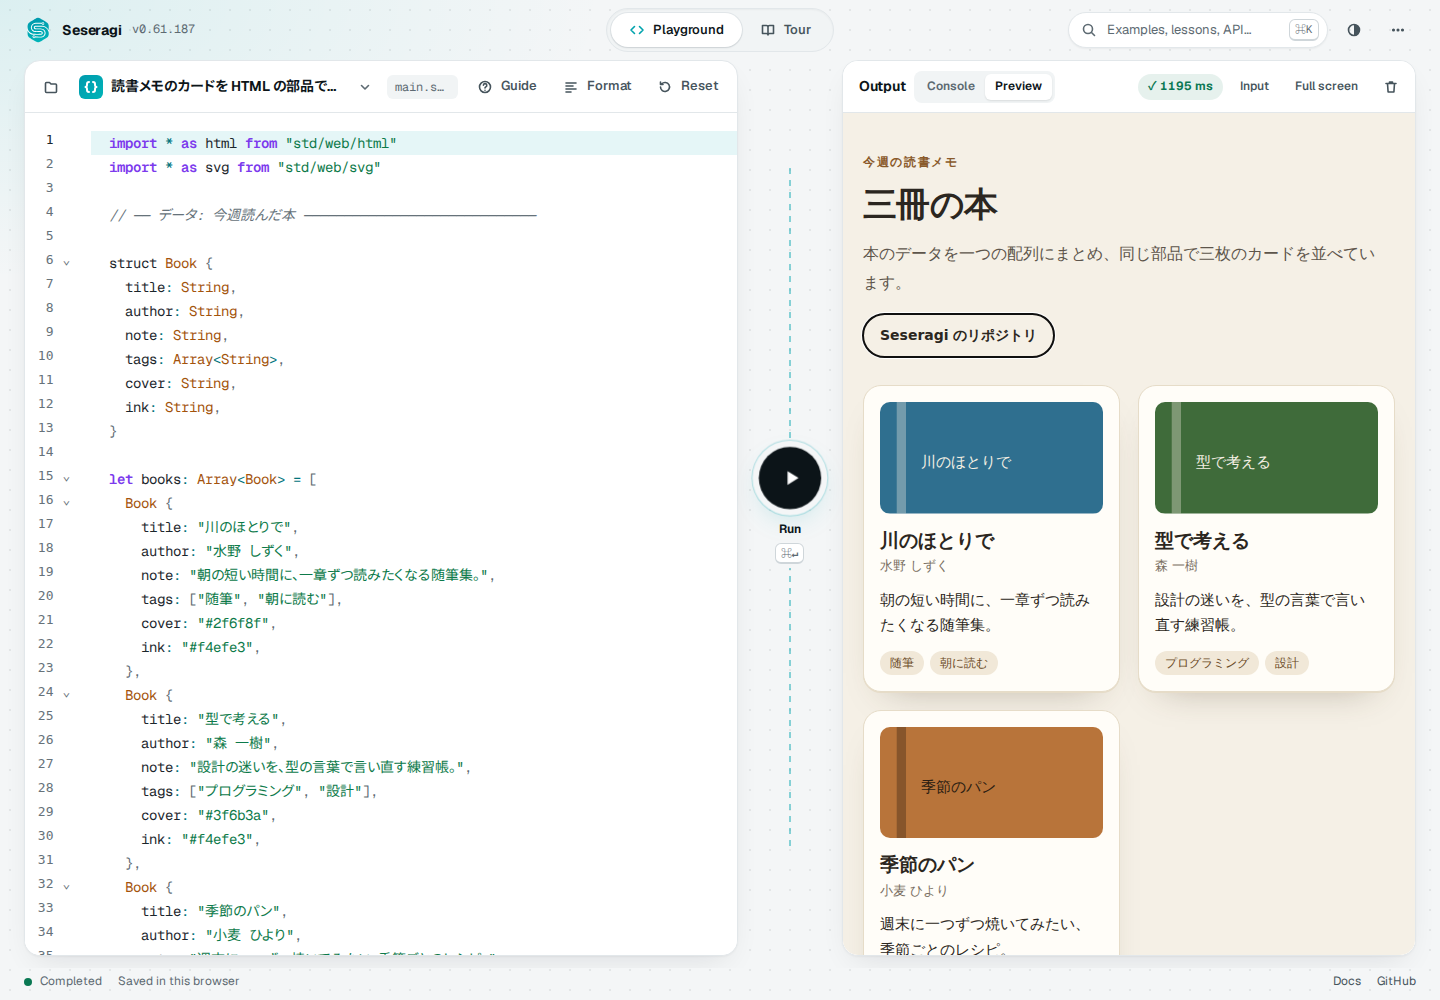 Seseragi v0.61.187
Playground
Tour
Examples, lessons, API… ⌘K
読書メモのカードを HTML の部品で…
main.s…
Guide
Format
Reset
1 import * as html from "std/web/html"
2 import * as svg from "std/web/svg"
3
4 // ── データ: 今週読んだ本 ─────────────────────────────
5
6 struct Book {
7 title: String,
8 author: String,
9 note: String,
10 tags: Array<String>,
11 cover: String,
12 ink: String,
13 }
14
15 let books: Array<Book> = [
16 Book {
17 title: "川のほとりで",
18 author: "水野 しずく",
19 note: "朝の短い時間に、一章ずつ読みたくなる随筆集。",
20 tags: ["随筆", "朝に読む"],
21 cover: "#2f6f8f",
22 ink: "#f4efe3",
23 },
24 Book {
25 title: "型で考える",
26 author: "森 一樹",
27 note: "設計の迷いを、型の言葉で言い直す練習帳。",
28 tags: ["プログラミング", "設計"],
29 cover: "#3f6b3a",
30 ink: "#f4efe3",
31 },
32 Book {
33 title: "季節のパン",
34 author: "小麦 ひより",
Run
⌘↵
Output
Console
Preview
✓ 1195 ms
Input
Full screen
今週の読書メモ
三冊の本
本のデータを一つの配列にまとめ、同じ部品で三枚のカードを並べてい
ます。
Seseragi のリポジトリ
川のほとりで
川のほとりで
水野 しずく
朝の短い時間に、一章ずつ読み
たくなる随筆集。
随筆 朝に読む
型で考える
型で考える
森 一樹
設計の迷いを、型の言葉で言い
直す練習帳。
プログラミング 設計
季節のパン
季節のパン
小麦 ひより
週末に一つずつ焼いてみたい、
季節ごとのレシピ。
Completed
Saved in this browser
Docs
GitHub